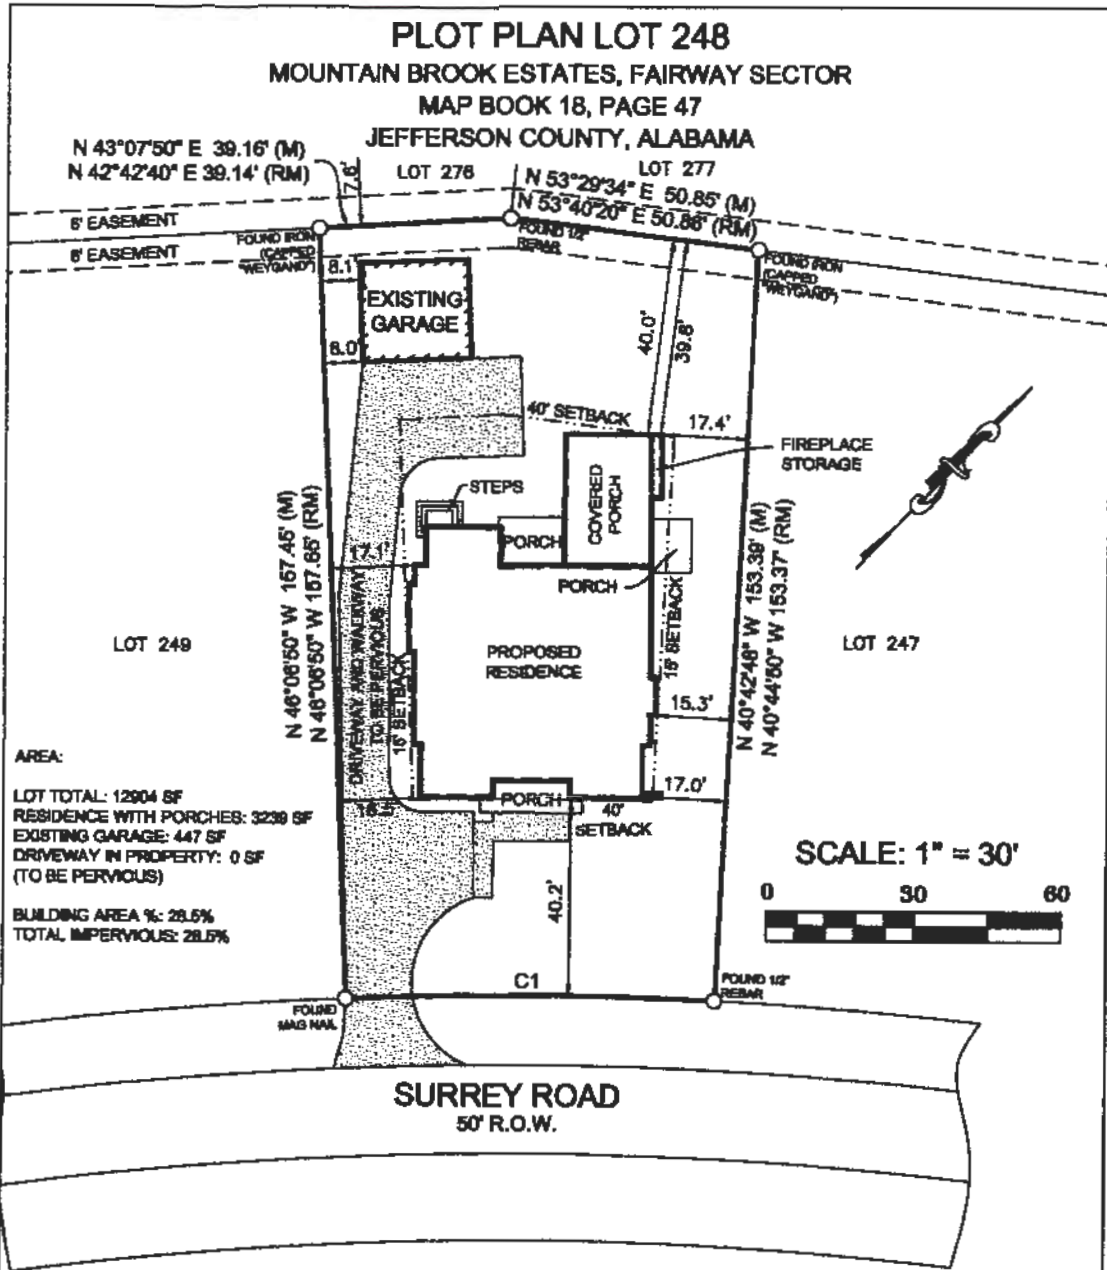 PLOT PLAN LOT 248
MOUNTAIN BROOK ESTATES, FAIRWAY SECTOR
MAP BOOK 18, PAGE 47
JEFFERSON COUNTY, ALABAMA
N 43°07'50" E 39.16' (M)
N 42°42'40" E 39.14' (RM)
7.6'
LOT 276
LOT 277
N 53°29'34" E 50.85' (M)
N 53°40'20" E 50.86' (RM)
FOUND IRON
(CAPPED
"WEYGAND")
FOUND 1/2"
REBAR
FOUND IRON
(CAPPED
"WEYGAND")
EASEMENT
EASEMENT
8.1'
EXISTING
GARAGE
40.0'
39.8'
40' SETBACK
17.4'
FIREPLACE
STORAGE
STEPS
COVERED
PORCH
PORCH
PORCH
17.1'
N 46°06'50" W 157.45' (M)
N 46°06'50" W 157.65' (RM)
DRIVEWAY AND WALKWAY
TO BE PERVIOUS
15' SETBACK
PROPOSED
RESIDENCE
15' SETBACK
N 40°42'48" W 153.39' (M)
N 40°44'50" W 153.37' (RM)
LOT 249
LOT 247
15.3'
17.0'
AREA:
LOT TOTAL: 12904 SF
RESIDENCE WITH PORCHES: 3239 SF
EXISTING GARAGE: 447 SF
DRIVEWAY IN PROPERTY: 0 SF
(TO BE PERVIOUS)
BUILDING AREA %: 28.5%
TOTAL IMPERVIOUS: 28.5%
PORCH
40'
SETBACK
40.2'
SCALE: 1" = 30'
0 30 60
C1
FOUND
MAG NAIL
FOUND 1/2"
REBAR
SURREY ROAD
50' R.O.W.